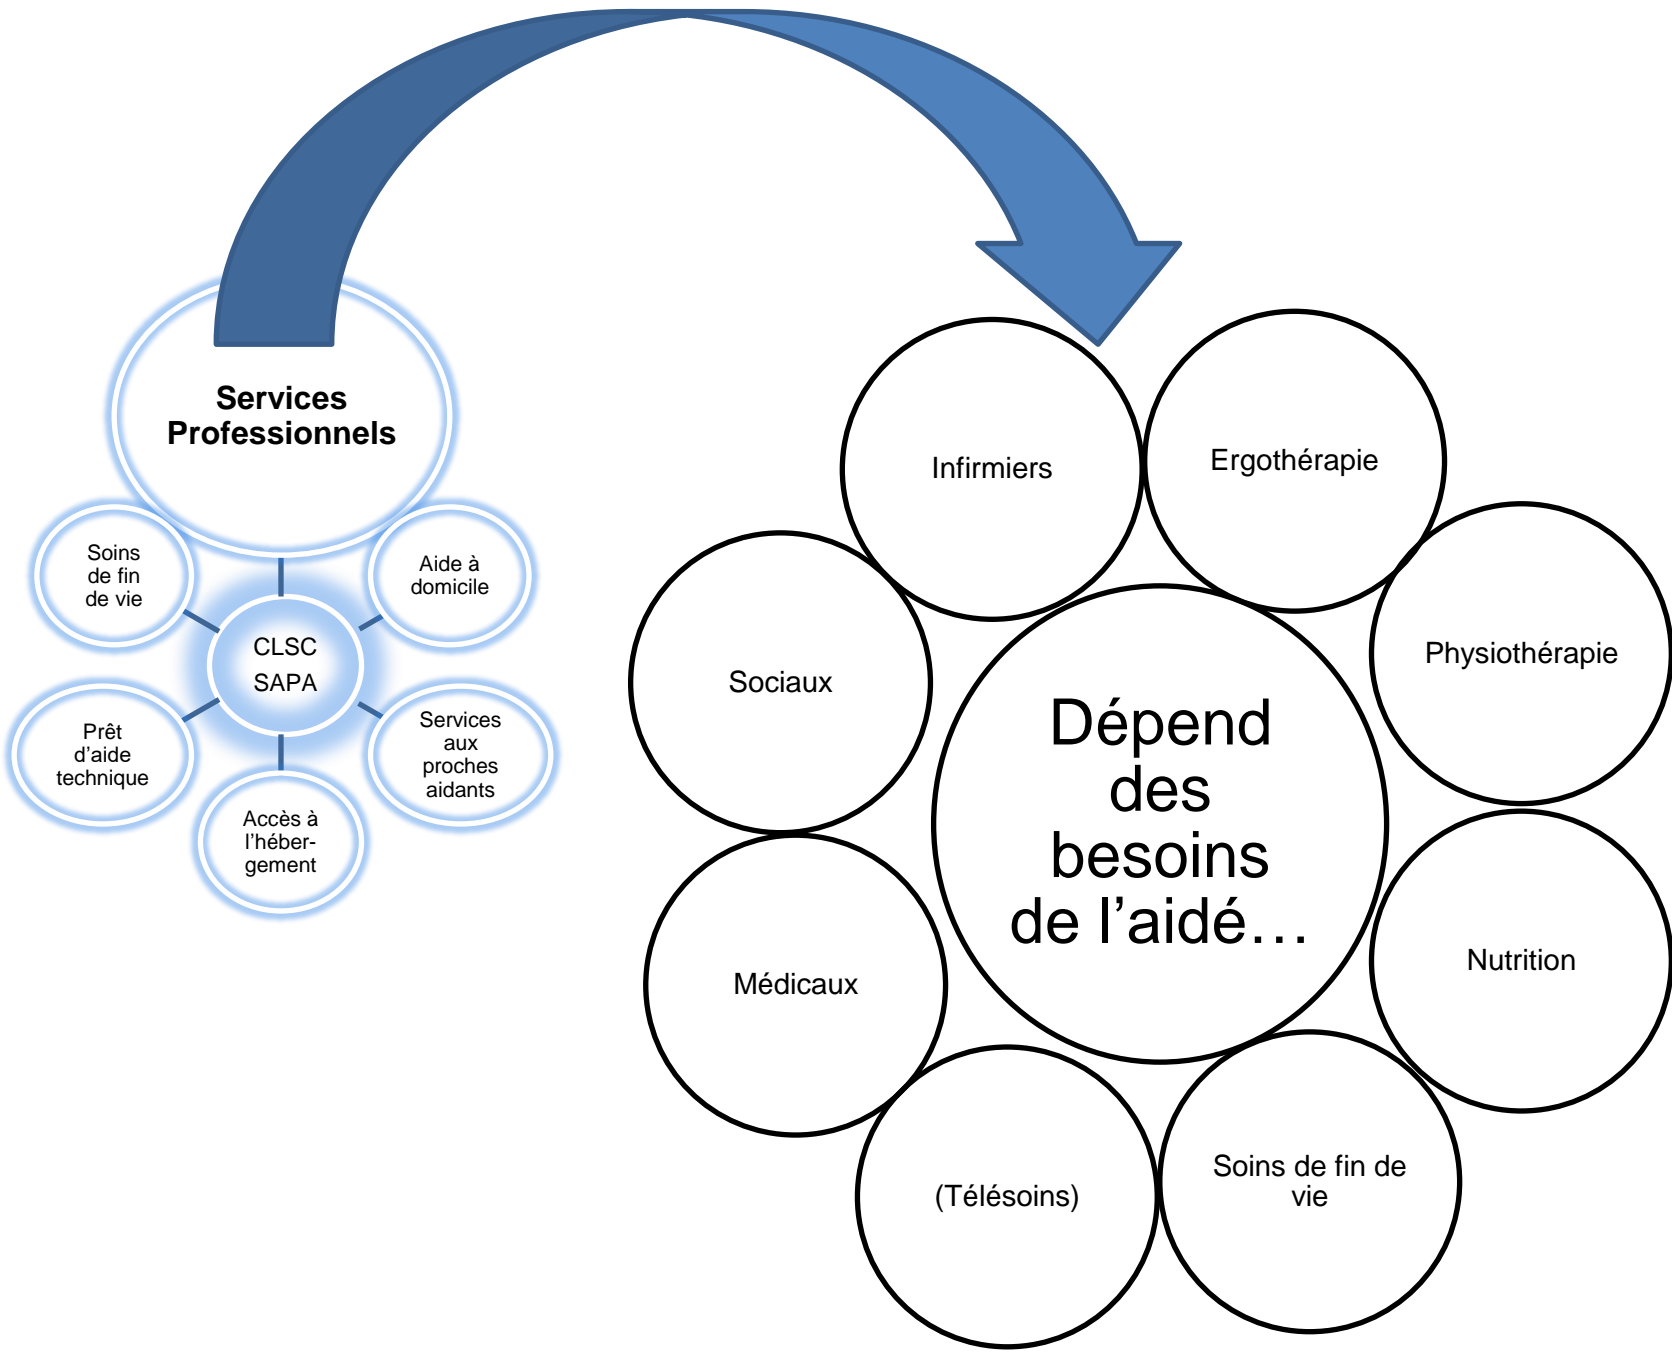 Services
Professionnels
Soins
de fin
de vie
Aide à
domicile
CLSC
SAPA
Prêt
d’aide
technique
Services
aux
proches
aidants
Accès à
l’héber-
gement
Infirmiers
Ergothérapie
Sociaux
Physiothérapie
Dépend
des
besoins
de l’aidé…
Médicaux
Nutrition
(Télésoins)
Soins de fin de
vie